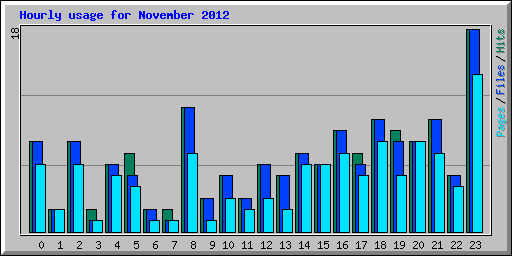 Hourly usage for November 2012
18
Pages/Files/Hits
0 1 2 3 4 5 6 7 8 9 10 11 12 13 14 15 16 17 18 19 20 21 22 23